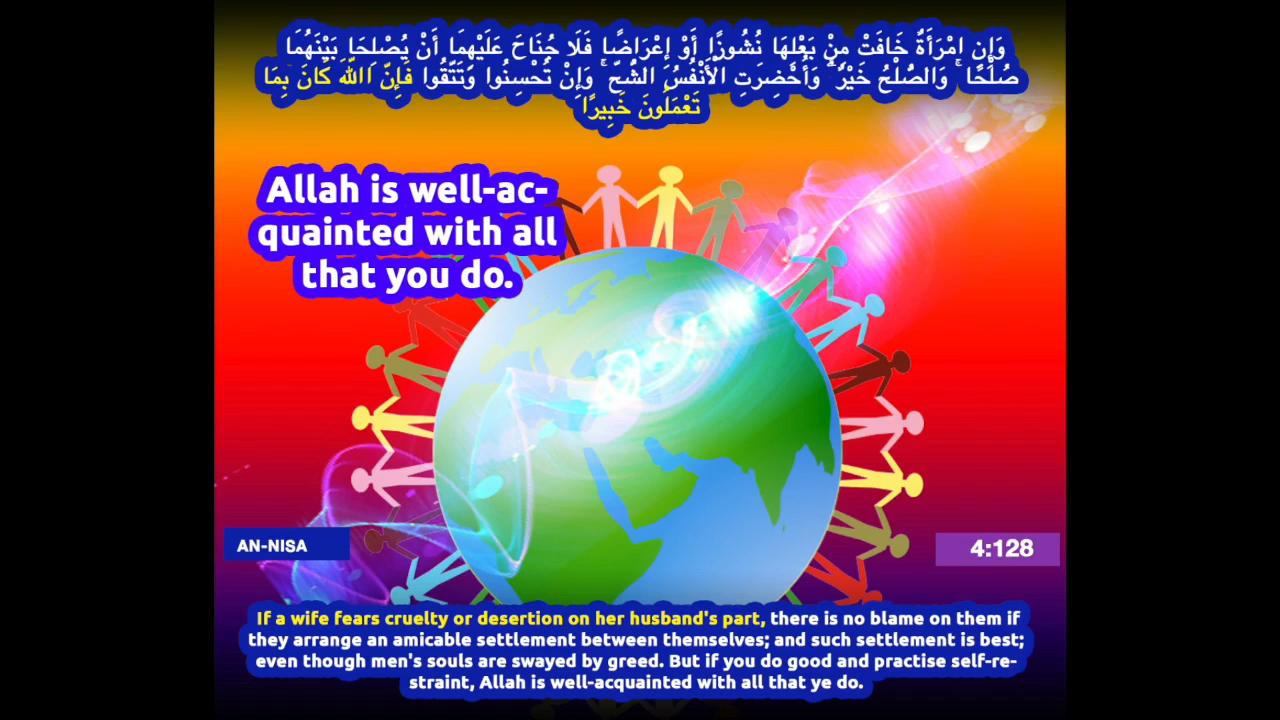 وَإِنِ امْرَأَةٌ خَافَتْ مِنْ بَعْلِهَا نُشُوزًا أَوْ إِعْرَاضًا فَلَا جُنَاحَ عَلَيْهِمَا أَنْ يُصْلِحَا بَيْنَهُمَا
صُلْحًا ۚ وَالصُّلْحُ خَيْرٌ ۗ وَأُحْضِرَتِ الْأَنْفُسُ الشُّحَّ ۚ وَإِنْ تُحْسِنُوا وَتَتَّقُوا فَإِنَّ اللَّهَ كَانَ بِمَا
تَعْمَلُونَ خَبِيرًا
Allah is well-ac-
quainted with all
that you do.
AN-NISA
4:128
If a wife fears cruelty or desertion on her husband's part, there is no blame on them if
they arrange an amicable settlement between themselves; and such settlement is best;
even though men's souls are swayed by greed. But if you do good and practise self-re-
straint, Allah is well-acquainted with all that ye do.